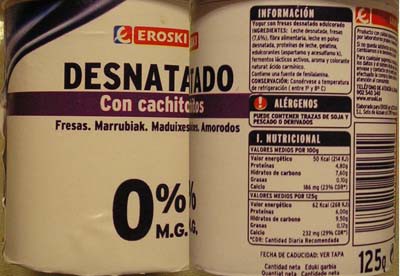 EROSKI
DESNATADO
Con cachitos
Fresas. Marrubiak. Maduixes. Amorodos
0%
M.G.
INFORMACIÓN
Yogur con fresas desnatado edulcorado
INGREDIENTES: Leche desnatada, fresas
(7,6%), fibra alimentaria, leche en polvo
desnatada, proteínas de leche, gelatina,
edulcorantes (aspartamo y acesulfamo k),
fermentos lácticos activos, aroma y colorante
natural: ácido carmínico.
Contiene una fuente de fenilalanina.
CONSERVACIÓN: Consérvese a temperatura
de refrigeración ( entre 1º y 8º C)
ALÉRGENOS
PUEDE CONTENER TRAZAS DE SOJA Y
PESCADO O DERIVADOS
I. NUTRICIONAL
VALORES MEDIOS POR 100g
Valor energético 50 Kcal (214 KJ)
Proteínas 4,80g
Hidratos de Carbono 7,60g
Grasas 0,10g
Calcio 186 mg (23% CDR*)
VALORES MEDIOS POR 125g
Valor energético 62 Kcal (268 KJ)
Proteínas 6,00g
Hidratos de Carbono 9,50g
Grasas 0,12g
Calcio 232 mg (29% CDR*)
*CDR: Cantidad Diaria Recomendada
FECHA DE CADUCIDAD: VER TAPA
Cantidad neta / Eduki garbia
125g